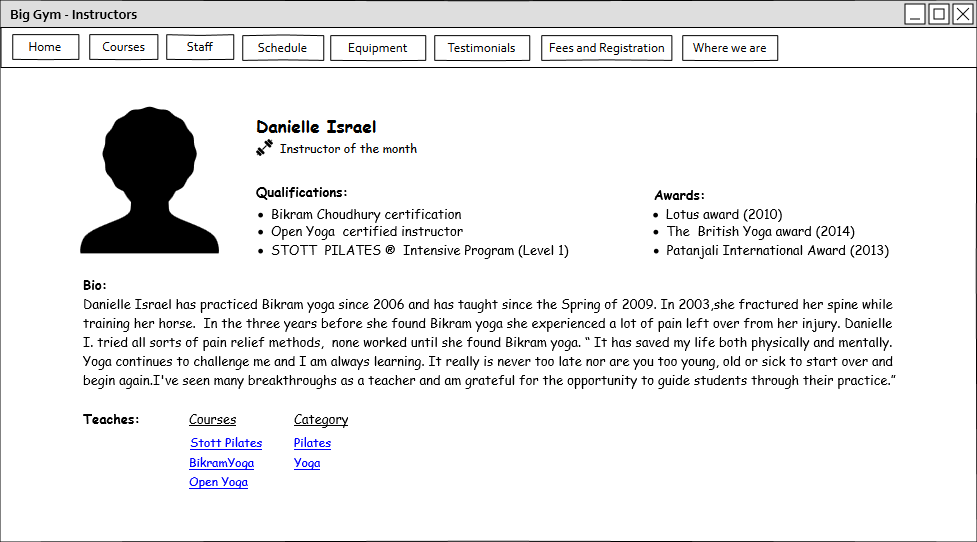 Big Gym - Instructors
Home Courses Staff Schedule Equipment Testimonials Fees and Registration Where we are
Danielle Israel
Instructor of the month
Qualifications:
• Bikram Choudhury certification
• Open Yoga certified instructor
• STOTT PILATES ® Intensive Program (Level 1)
Awards:
• Lotus award (2010)
• The British Yoga award (2014)
• Patanjali International Award (2013)
Bio:
Danielle Israel has practiced Bikram yoga since 2006 and has taught since the Spring of 2009. In 2003,she fractured her spine while
training her horse. In the three years before she found Bikram yoga she experienced a lot of pain left over from her injury. Danielle
I. tried all sorts of pain relief methods, none worked until she found Bikram yoga. “ It has saved my life both physically and mentally.
Yoga continues to challenge me and I am always learning. It really is never too late nor are you too young, old or sick to start over and
begin again.I've seen many breakthroughs as a teacher and am grateful for the opportunity to guide students through their practice.”
Teaches: Courses Category
Stott Pilates Pilates
BikramYoga Yoga
Open Yoga